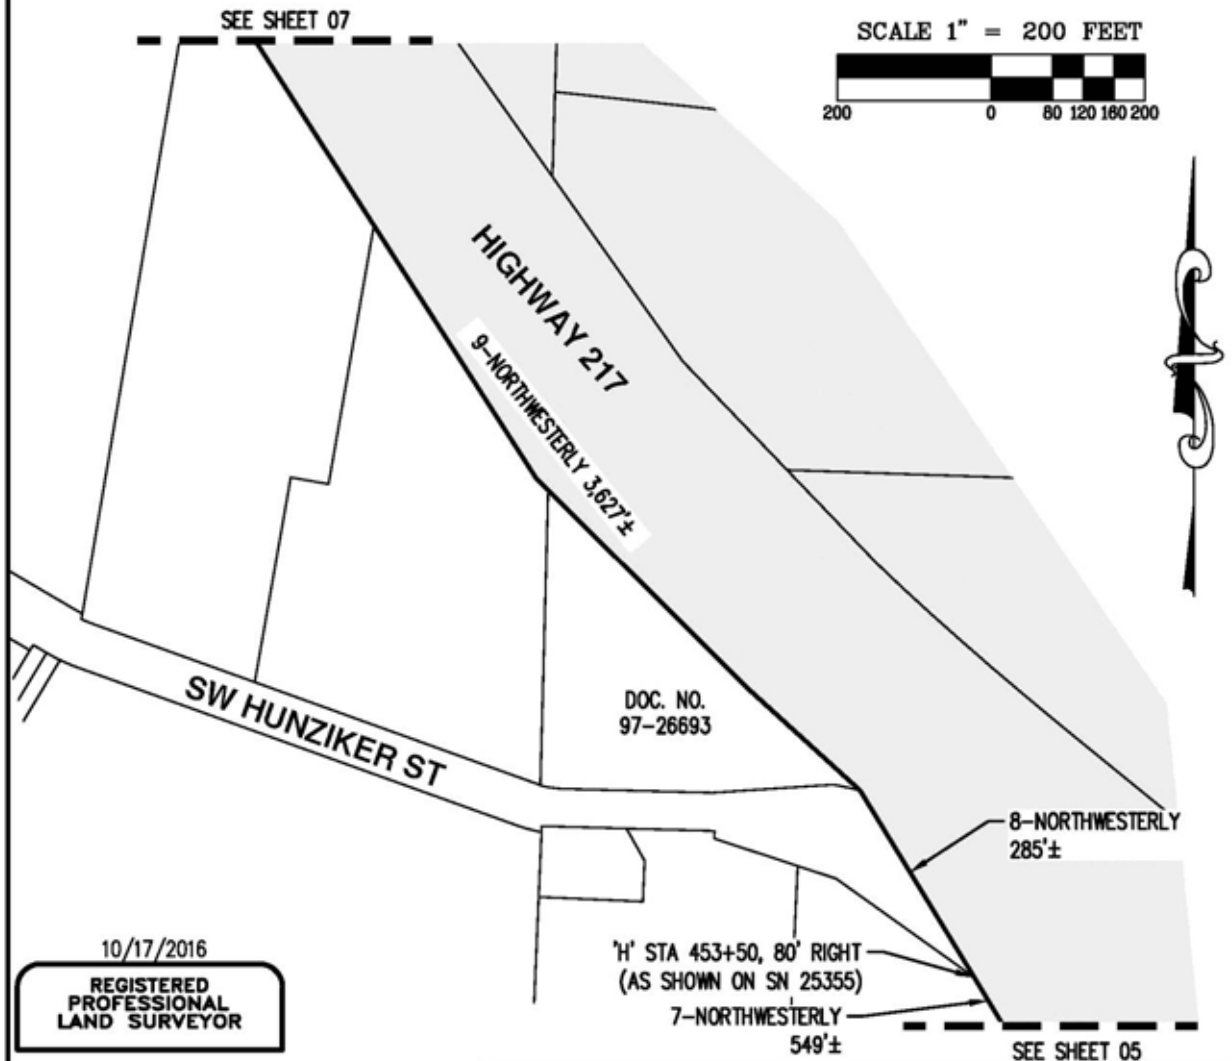 SEE SHEET 07
SCALE 1" = 200 FEET
200 0 80 120 160 200
HIGHWAY 217
9-NORTHWESTERLY 3,627'±
DOC. NO.
97-26693
SW HUNZIKER ST
8-NORTHWESTERLY
285'±
'H' STA 453+50, 80' RIGHT
(AS SHOWN ON SN 25355)
7-NORTHWESTERLY
549'±
SEE SHEET 05
10/17/2016
REGISTERED
PROFESSIONAL
LAND SURVEYOR